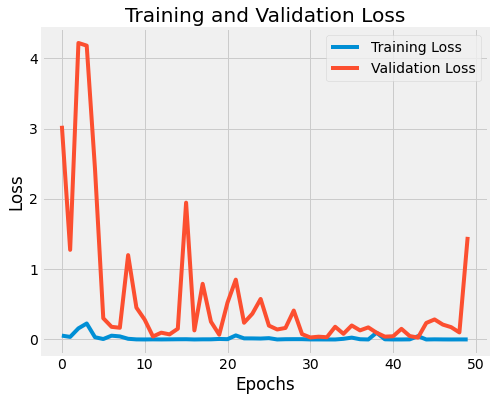 Training and Validation Loss
Training Loss
Validation Loss
4
3
2
1
0
Loss
0 10 20 30 40 50
Epochs